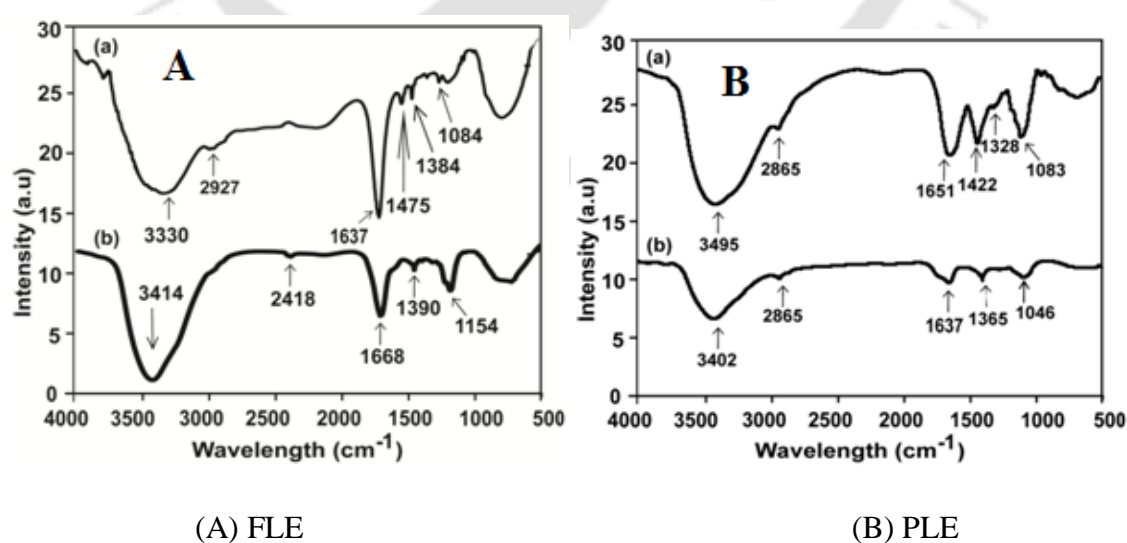 30
25
20
15
10
5
0
Intensity (a.u)
(a)
A
2927
3330
1637
1475
1384
1084
(b)
3414
2418
1668
1390
1154
4000 3500 3000 2500 2000 1500 1000 500
Wavelength (cm-1)
30
25
20
15
10
5
0
Intensity (a.u)
(a)
B
2865
3495
1651
1422
1328
1083
(b)
3402
2865
1637
1365
1046
4000 3500 3000 2500 2000 1500 1000 500
Wavelength (cm-1)
(A) FLE
(B) PLE